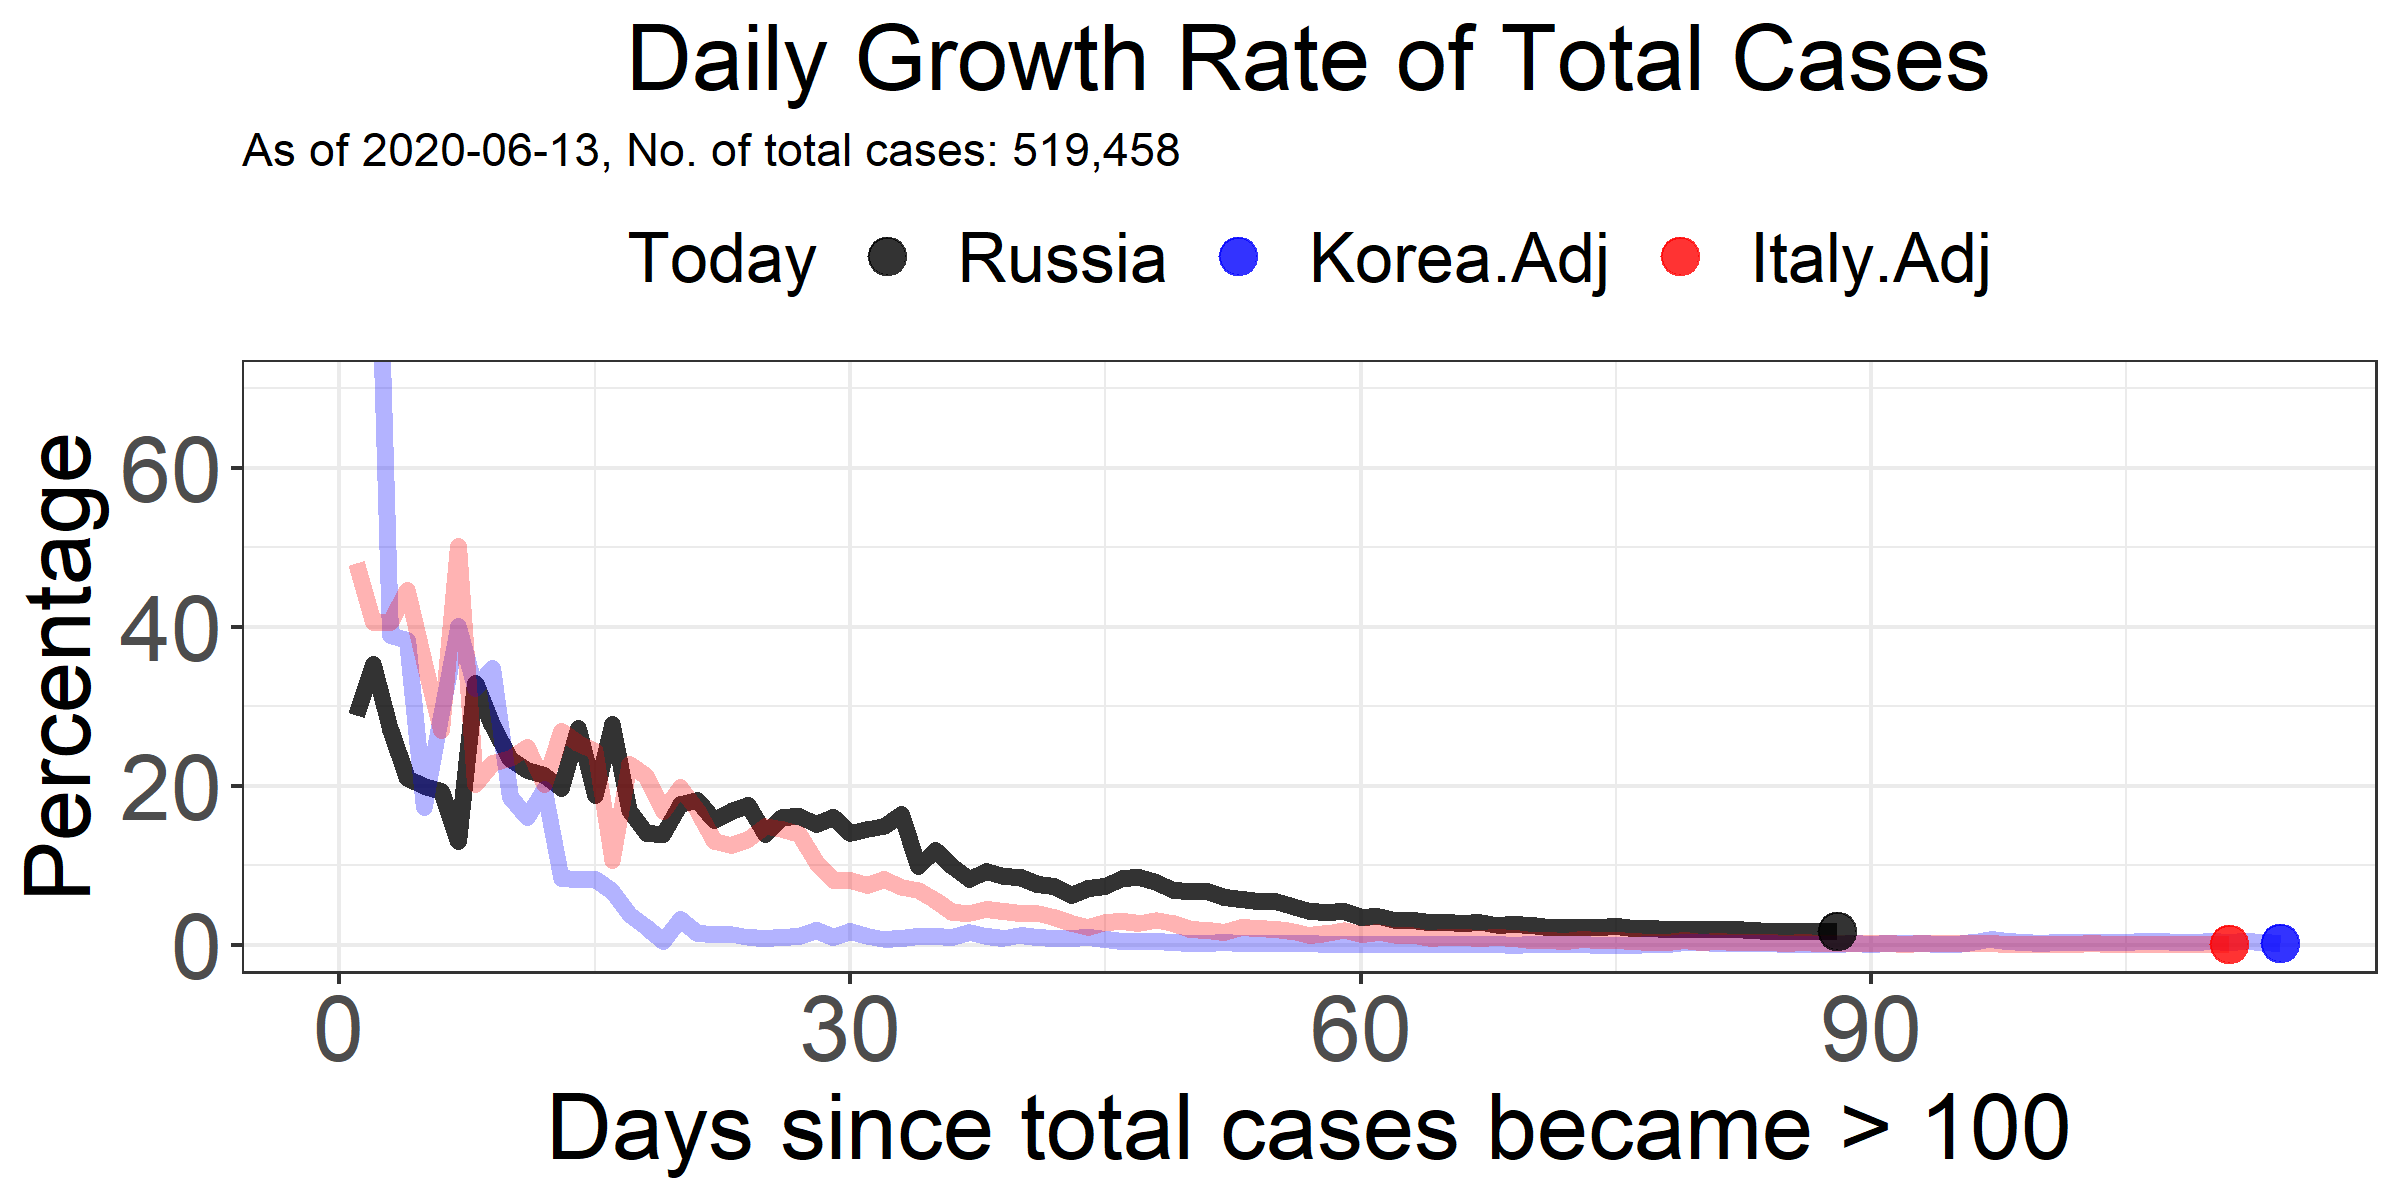 Daily Growth Rate of Total Cases
As of 2020-06-13, No. of total cases: 519,458
Today Russia Korea.Adj Italy.Adj
Percentage
60
40
20
0
0 30 60 90
Days since total cases became > 100